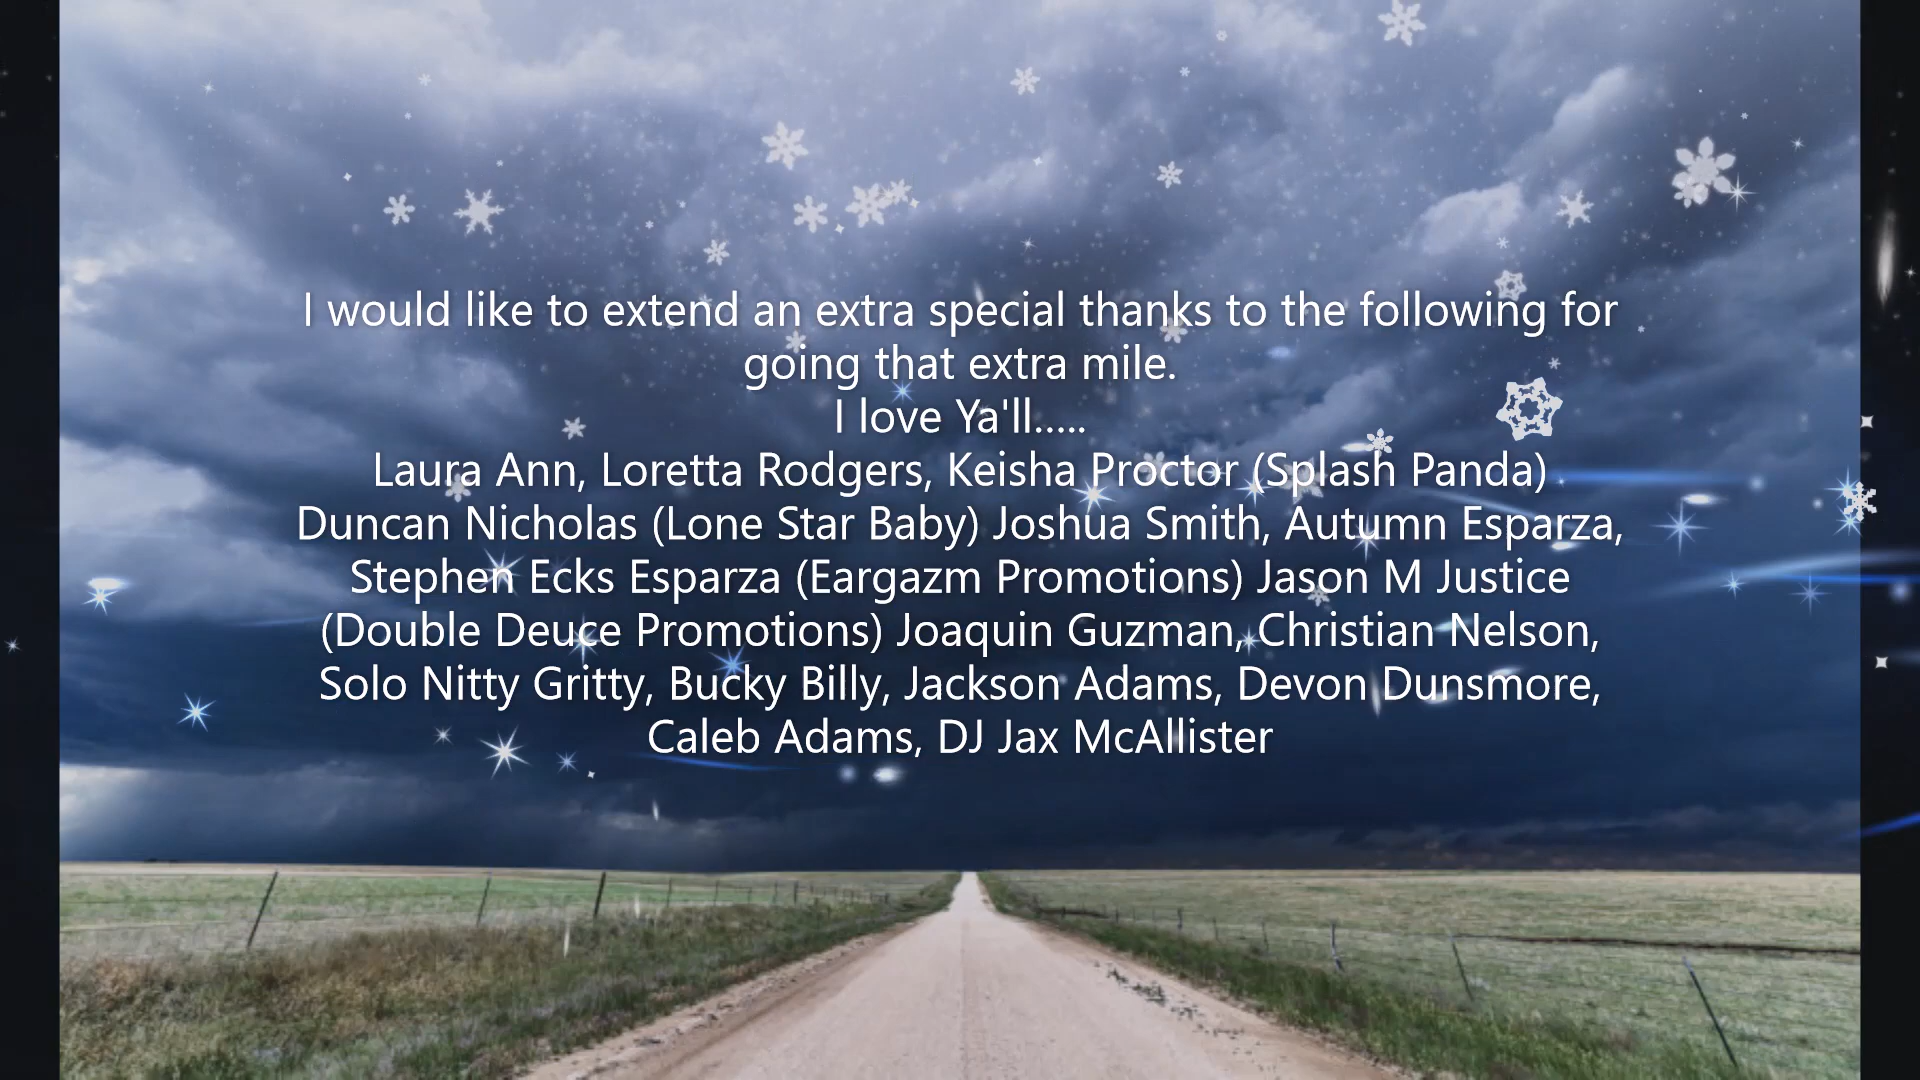 I would like to extend an extra special thanks to the following for
going that extra mile.
I love Ya'll.....
Laura Ann, Loretta Rodgers, Keisha Proctor (Splash Panda)
Duncan Nicholas (Lone Star Baby) Joshua Smith, Autumn Esparza,
Stephen Ecks Esparza (Eargazm Promotions) Jason M Justice
(Double Deuce Promotions) Joaquin Guzman, Christian Nelson,
Solo Nitty Gritty, Bucky Billy, Jackson Adams, Devon Dunsmore,
Caleb Adams, DJ Jax McAllister